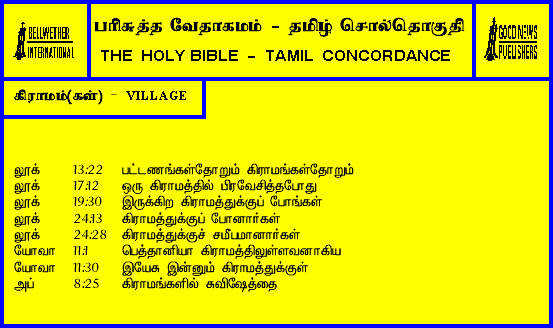 BELLWETHER
INTERNATIONAL
பரிசுத்த வேதாகமம் - தமிழ் சொல்தொகுதி
THE HOLY BIBLE - TAMIL CONCORDANCE
GOOD NEWS
PUBLISHERS
கிராமம்(கள்) - VILLAGE
லூக் 13:22 பட்டணங்கள்தோறும் கிராமங்கள்தோறும்
லூக் 17:12 ஒரு கிராமத்தில் பிரவேசித்தபோது
லூக் 19:30 இருக்கிற கிராமத்துக்குப் போங்கள்
லூக் 24:13 கிராமத்துக்குப் போனார்கள்
லூக் 24:28 கிராமத்துக்குச் சமீபமானார்கள்
யோவா 11:1 பெத்தானியா கிராமத்திலுள்ளவனாகிய
யோவா 11:30 இயேசு இன்னும் கிராமத்துக்குள்
அப் 8:25 கிராமங்களில் சுவிஷேத்தை